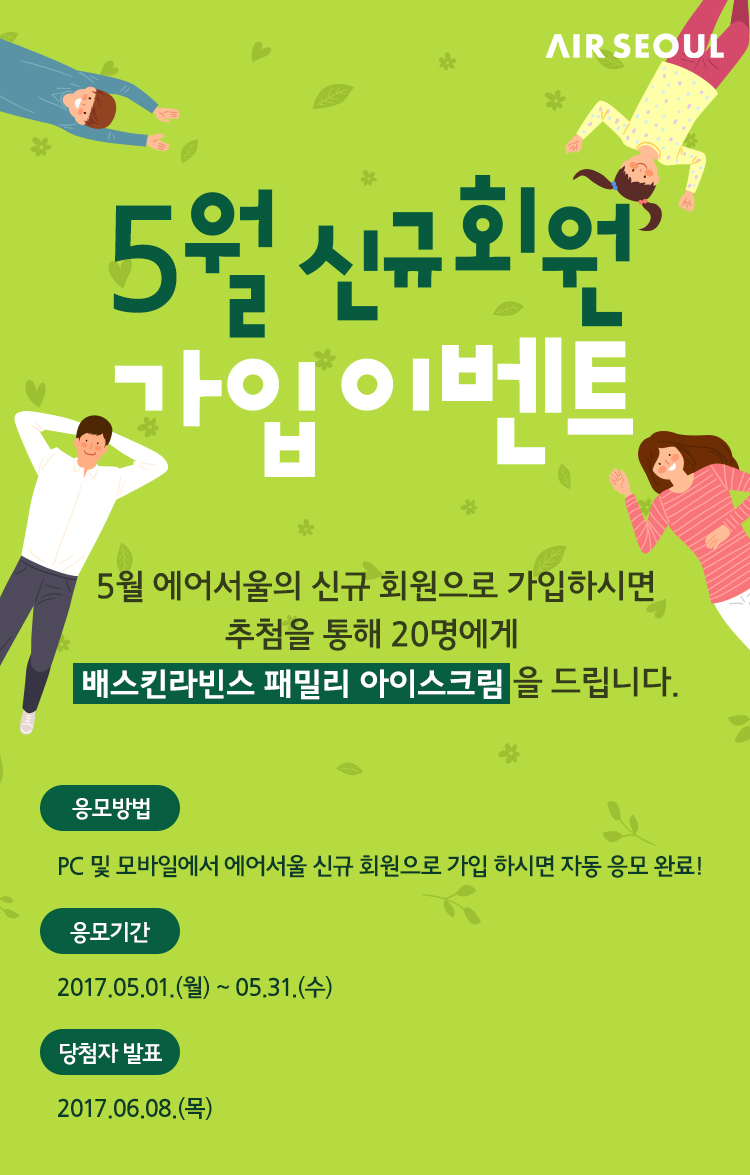 AIR SEOUL
5월 신규회원
가입이벤트
5월 에어서울의 신규 회원으로 가입하시면
추첨을 통해 20명에게
배스킨라빈스 패밀리 아이스크림을 드립니다.
응모방법
PC 및 모바일에서 에어서울 신규 회원으로 가입 하시면 자동 응모 완료!
응모기간
2017.05.01.(월) ~ 05.31.(수)
당첨자 발표
2017.06.08.(목)